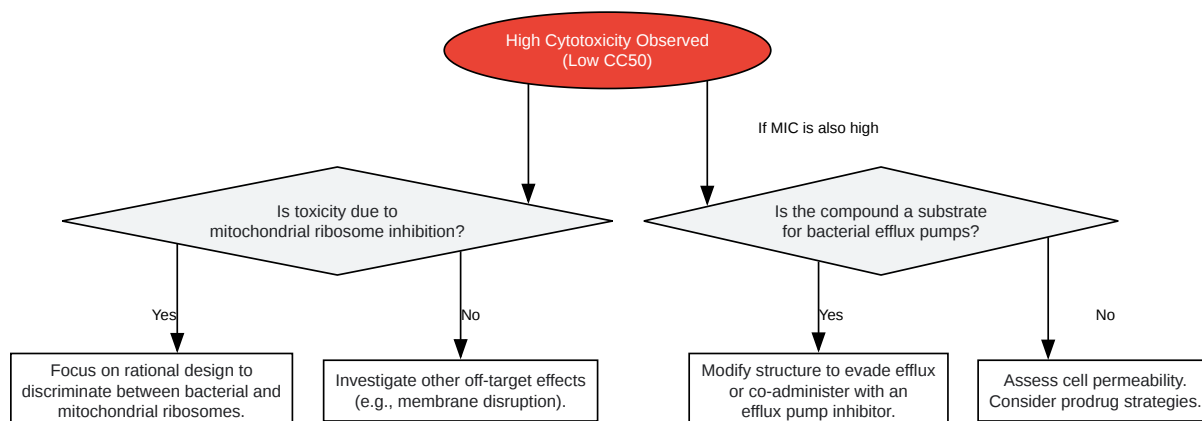 High Cytotoxicity Observed
(Low CC50)
If MIC is also high
Is toxicity due to
mitochondrial ribosome inhibition?
Is the compound a substrate
for bacterial efflux pumps?
Yes
No
Yes
No
Focus on rational design to
discriminate between bacterial and
mitochondrial ribosomes.
Investigate other off-target effects
(e.g., membrane disruption).
Modify structure to evade efflux
or co-administer with an
efflux pump inhibitor.
Assess cell permeability.
Consider prodrug strategies.